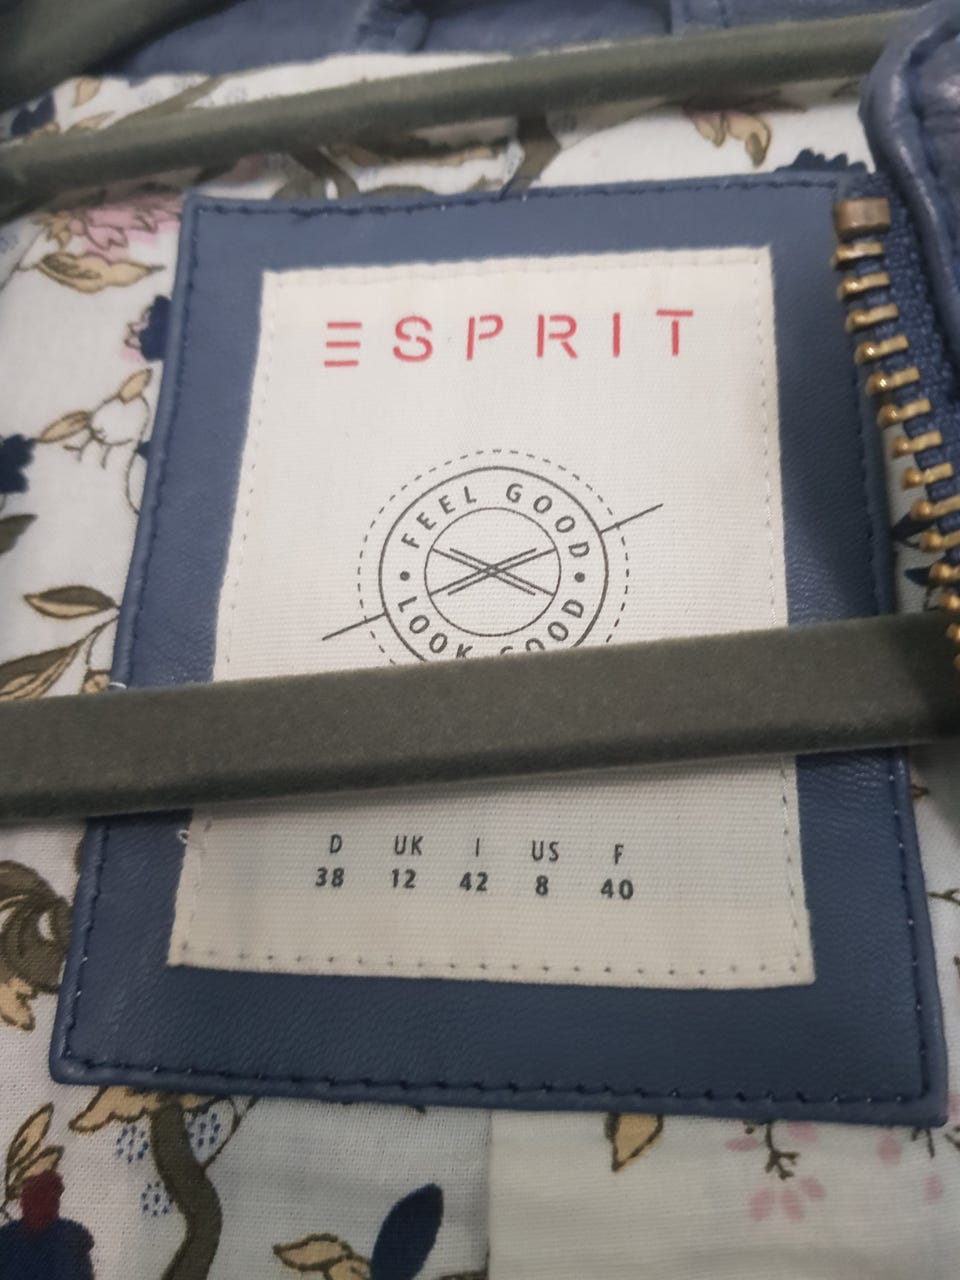 ESPRIT
FEEL GOOD
LOOK GOOD
D UK I US F
38 12 42 8 40